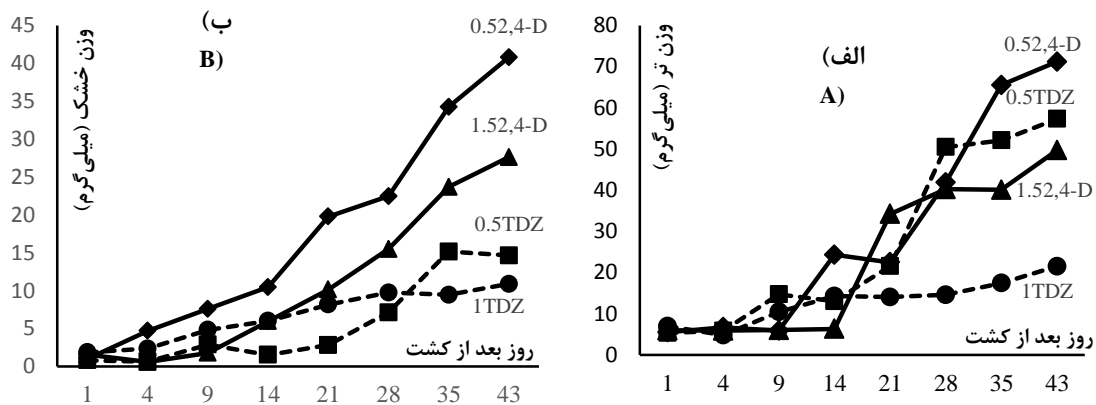 ب)
B)
وزن خشک (میلی‌گرم)
45
40
35
30
25
20
15
10
5
0
0.52,4-D
1.52,4-D
0.5TDZ
1TDZ
روز بعد از کشت
1 4 9 14 21 28 35 43
الف)
A)
وزن تر (میلی‌گرم)
80
70
60
50
40
30
20
10
0
0.52,4-D
0.5TDZ
1.52,4-D
1TDZ
روز بعد از کشت
1 4 9 14 21 28 35 43